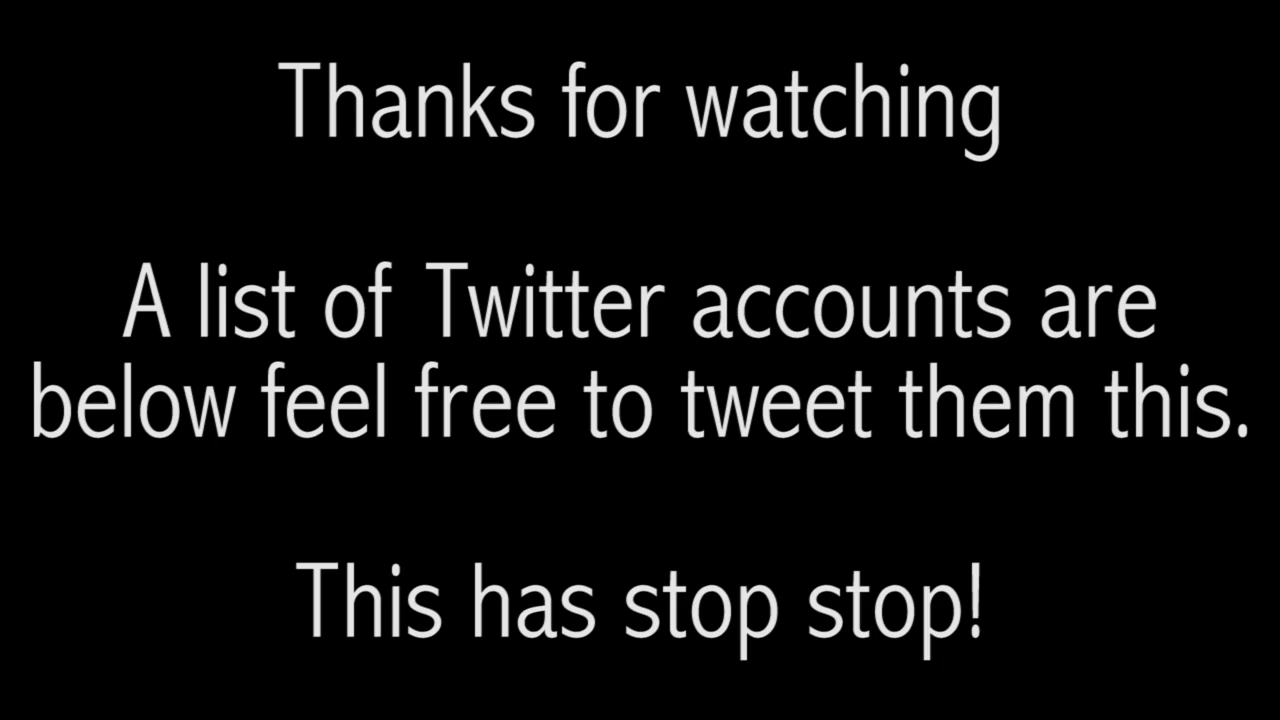 Thanks for watching
A list of Twitter accounts are
below feel free to tweet them this.
This has stop stop!